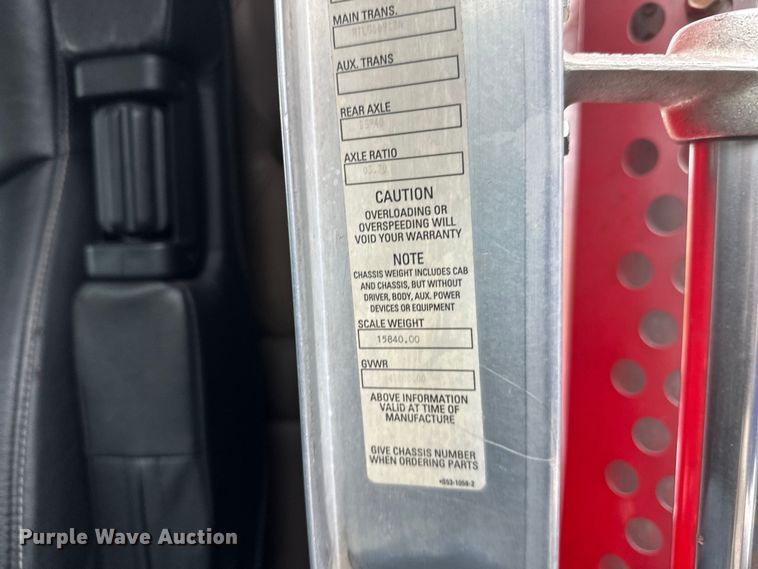 MAIN TRANS.
AUX. TRANS
REAR AXLE
AXLE RATIO
CAUTION
OVERLOADING OR
OVERSPEEDING WILL
VOID YOUR WARRANTY
NOTE
CHASSIS WEIGHT INCLUDES CAB
AND CHASSIS, BUT WITHOUT
DRIVER, BODY, AUX. POWER
DEVICES OR EQUIPMENT
SCALE WEIGHT
15840.00
GVWR
ABOVE INFORMATION
VALID AT TIME OF
MANUFACTURE
GIVE CHASSIS NUMBER
WHEN ORDERING PARTS
Purple Wave Auction